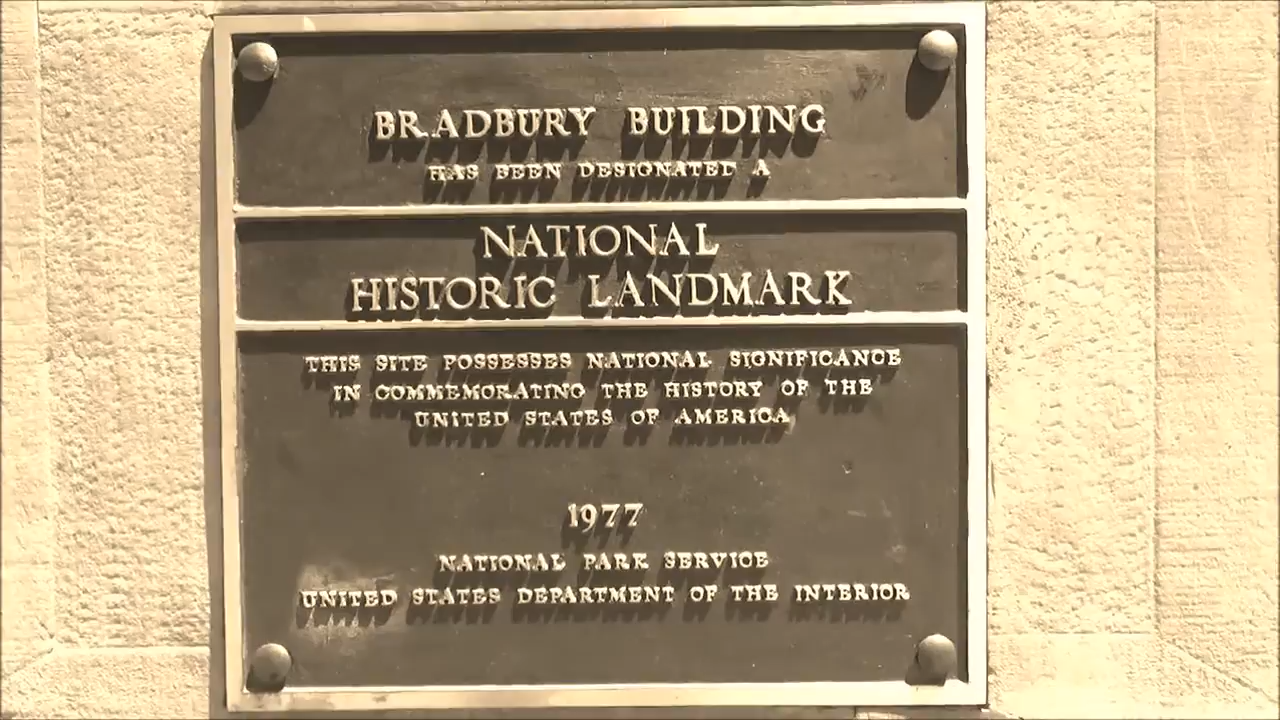 BRADBURY BUILDING
HAS BEEN DESIGNATED A
NATIONAL
HISTORIC LANDMARK
THIS SITE POSSESSES NATIONAL SIGNIFICANCE
IN COMMEMORATING THE HISTORY OF THE
UNITED STATES OF AMERICA
1977
NATIONAL PARK SERVICE
UNITED STATES DEPARTMENT OF THE INTERIOR